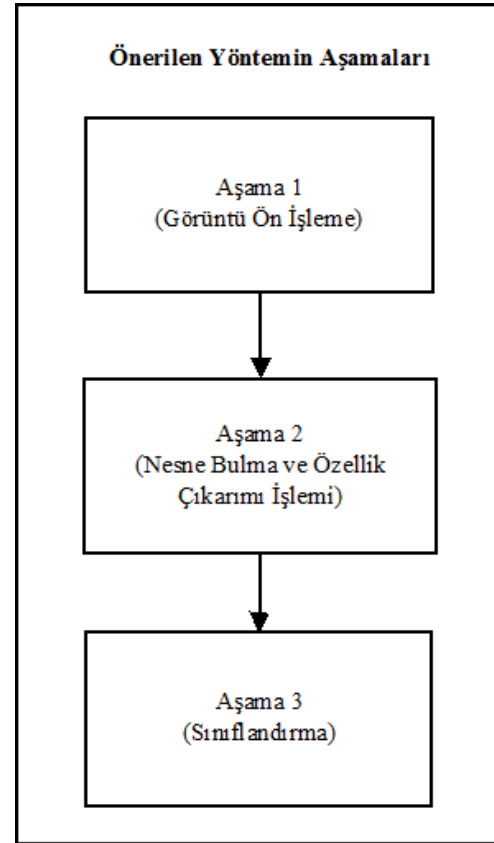 Önerilen Yöntemin Aşamaları
Aşama 1
(Görüntü Ön İşleme)
Aşama 2
(Nesne Bulma ve Özellik
Çıkarımı İşlemi)
Aşama 3
(Sınıflandırma)